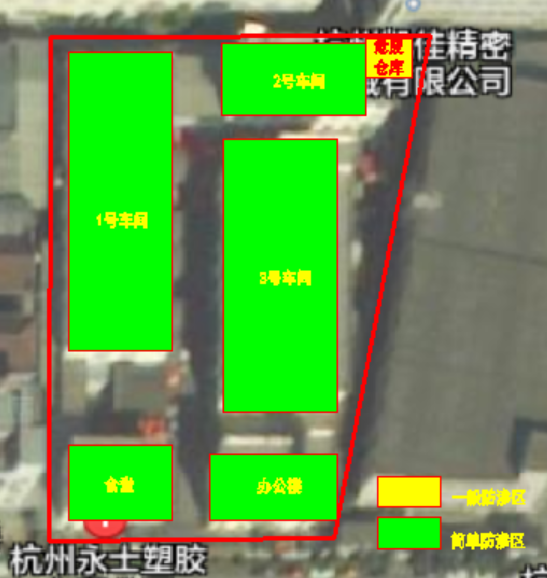 佳精密
危废
仓库
2号车间
有限公司
1号车间
3号车间
食堂
办公楼
一般防渗区
简单防渗区
杭州永士塑胶